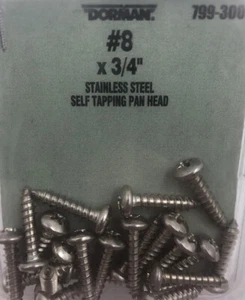 DORMAN 799-300
#8
x 3/4"
STAINLESS STEEL
SELF TAPPING PAN HEAD